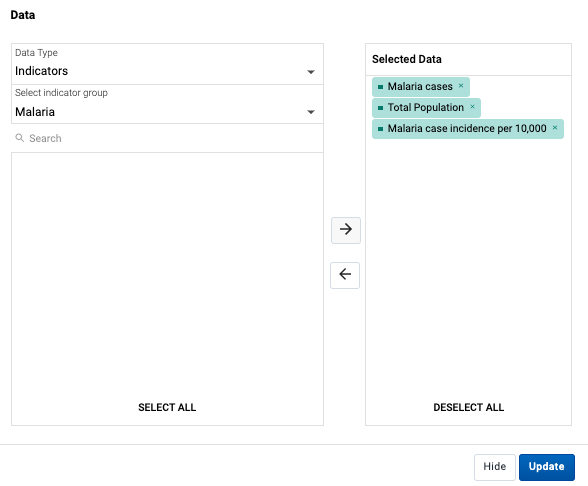 Data
Data Type
Indicators
Select indicator group
Malaria
Search
SELECT ALL
Selected Data
Malaria cases ×
Total Population ×
Malaria case incidence per 10,000 ×
DESELECT ALL
Hide
Update